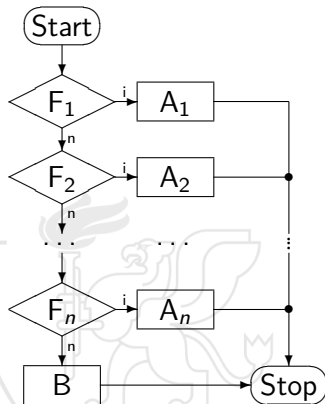 Start
F₁ i A₁
n
F₂ i A₂
n
... ...
Fₙ i Aₙ
n
B Stop